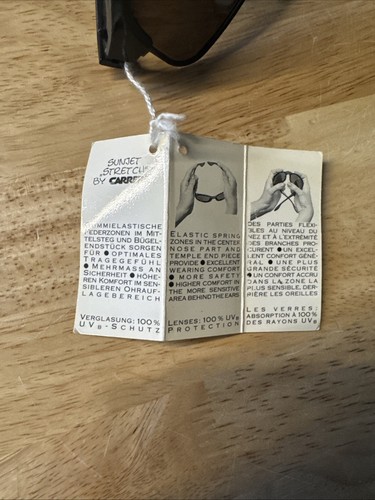 SUNJET
"STRETCH"
BY CARRERA
UMMIELASTISCHE
FEDERZONEN IM MIT-
TELSTEG UND BÜGEL-
ENDSTÜCK SORGEN
FÜR ● OPTIMALES
TRAGEGEFÜHL
● MEHRMASS AN
SICHERHEIT ● HÖHE-
REN KOMFORT IM SEN-
SIBLEREN OHRAUF-
LAGEBEREICH
VERGLASUNG: 100%
UVB-SCHUTZ
ELASTIC SPRING
ZONES IN THE CENTER
NOSE PART AND
TEMPLE END PIECES
PROVIDE ● EXCELLENT
WEARING COMFORT
● MORE SAFETY
● HIGHER COMFORT IN
THE MORE SENSITIVE
AREA BEHIND THE EARS
LENSES: 100% UVB
PROTECTION
DES PARTIES FLEXI-
BLES AU NIVEAU DU
NEZ ET À L'EXTRÉMITÉ
DES BRANCHES PRO-
CURENT ● UN EXCEL-
LENT CONFORT GÉNÉ-
RAL ● UNE PLUS
GRANDE SÉCURITÉ
● UN CONFORT ACCRU
DANS LA ZONE LA
PLUS SENSIBLE, DER-
RIÈRE LES OREILLES
LES VERRES:
ABSORPTION À 100%
DES RAYONS UVB